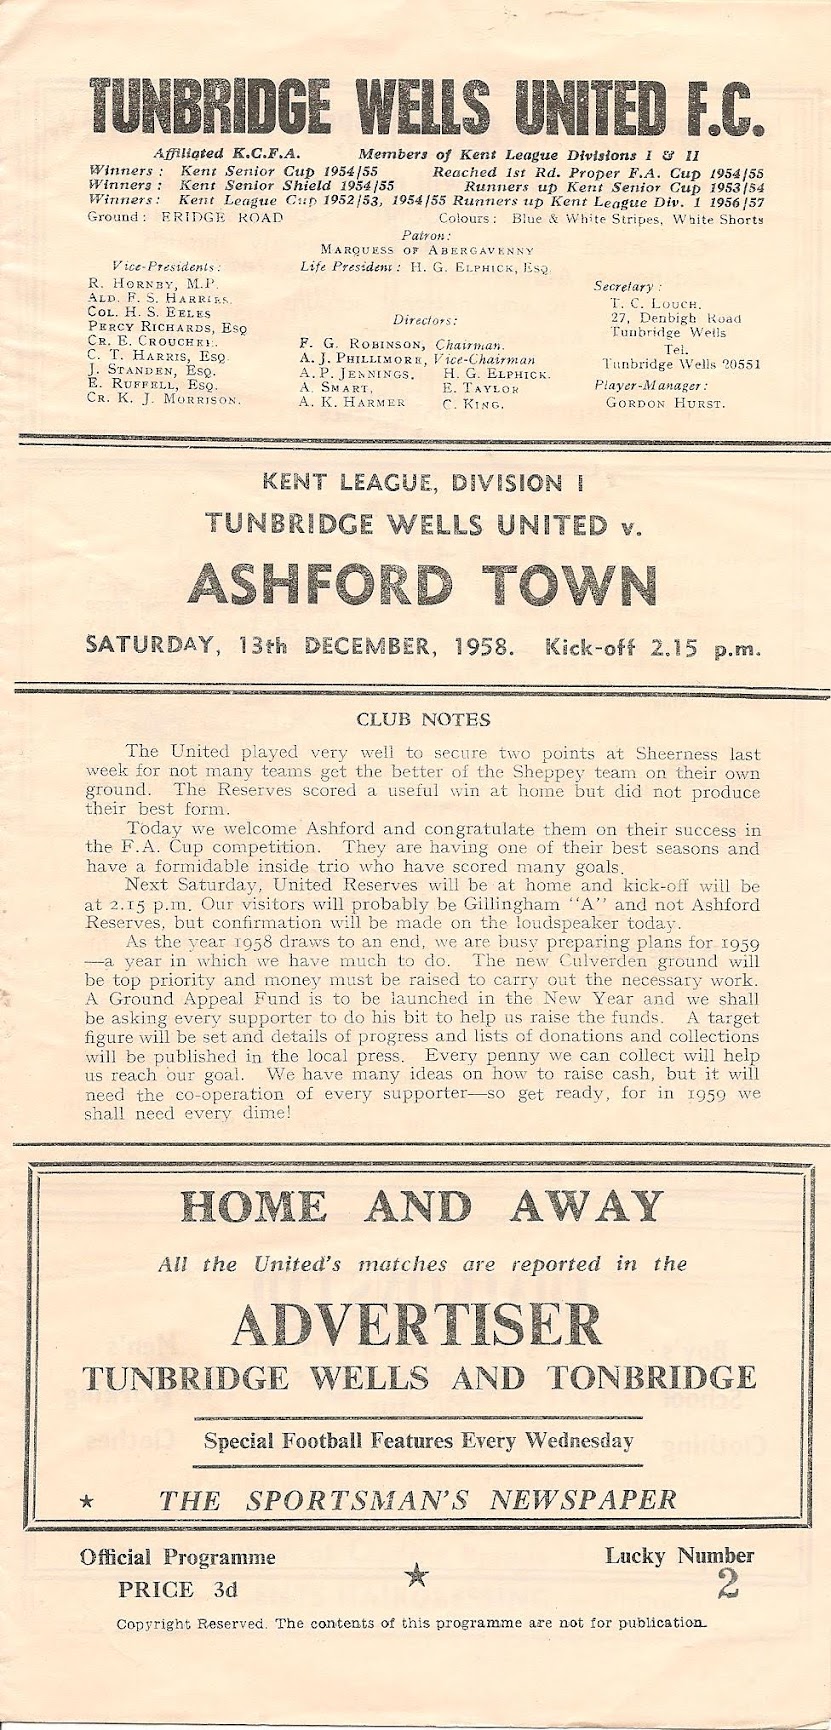 TUNBRIDGE WELLS UNITED F.C.
Affiliated K.C.F.A. Members of Kent League Divisions I & II
Winners: Kent Senior Cup 1954/55 Reached 1st Rd. Proper F.A. Cup 1954/55
Winners: Kent Senior Shield 1954/55 Runners up Kent Senior Cup 1953/54
Winners: Kent League Cup 1952/53, 1954/55 Runners up Kent League Div. 1 1956/57
Ground: ERIDGE ROAD Colours: Blue & White Stripes, White Shorts
Patron:
MARQUESS OF ABERGAVENNY
Life President: H. G. ELPHICK, ESQ.
Vice-Presidents:
R. HORNBY, M.P.
ALD. F. S. HARRIES.
COL. H. S. EELES
PERCY RICHARDS, ESQ
CR. E. CROUCHER.
C. T. HARRIS, ESQ.
J. STANDEN, ESQ.
E. RUFFELL, ESQ.
CR. K. J. MORRISON.
Directors:
F. G. ROBINSON, Chairman.
A. J. PHILLIMORE, Vice-Chairman
A. P. JENNINGS. H. G. ELPHICK.
A. SMART, E. TAYLOR
A. K. HARMER C. KING.
Secretary:
T. C. LOUCH.
27, Denbigh Road
Tunbridge Wells
Tel.
Tunbridge Wells 20551
Player-Manager:
GORDON HURST.
KENT LEAGUE, DIVISION I
TUNBRIDGE WELLS UNITED v.
ASHFORD TOWN
SATURDAY, 13th DECEMBER, 1958. Kick-off 2.15 p.m.
CLUB NOTES
The United played very well to secure two points at Sheerness last
week for not many teams get the better of the Sheppey team on their own
ground. The Reserves scored a useful win at home but did not produce
their best form.
Today we welcome Ashford and congratulate them on their success in
the F.A. Cup competition. They are having one of their best seasons and
have a formidable inside trio who have scored many goals.
Next Saturday, United Reserves will be at home and kick-off will be
at 2.15 p.m. Our visitors will probably be Gillingham "A" and not Ashford
Reserves, but confirmation will be made on the loudspeaker today.
As the year 1958 draws to an end, we are busy preparing plans for 1959
—a year in which we have much to do. The new Culverden ground will
be top priority and money must be raised to carry out the necessary work.
A Ground Appeal Fund is to be launched in the New Year and we shall
be asking every supporter to do his bit to help us raise the funds. A target
figure will be set and details of progress and lists of donations and collections
will be published in the local press. Every penny we can collect will help
us reach our goal. We have many ideas on how to raise cash, but it will
need the co-operation of every supporter—so get ready, for in 1959 we
shall need every dime!
HOME AND AWAY
All the United's matches are reported in the
ADVERTISER
TUNBRIDGE WELLS AND TONBRIDGE
Special Football Features Every Wednesday
★ THE SPORTSMAN'S NEWSPAPER
Official Programme
PRICE 3d
★
Lucky Number
2
Copyright Reserved. The contents of this programme are not for publication.